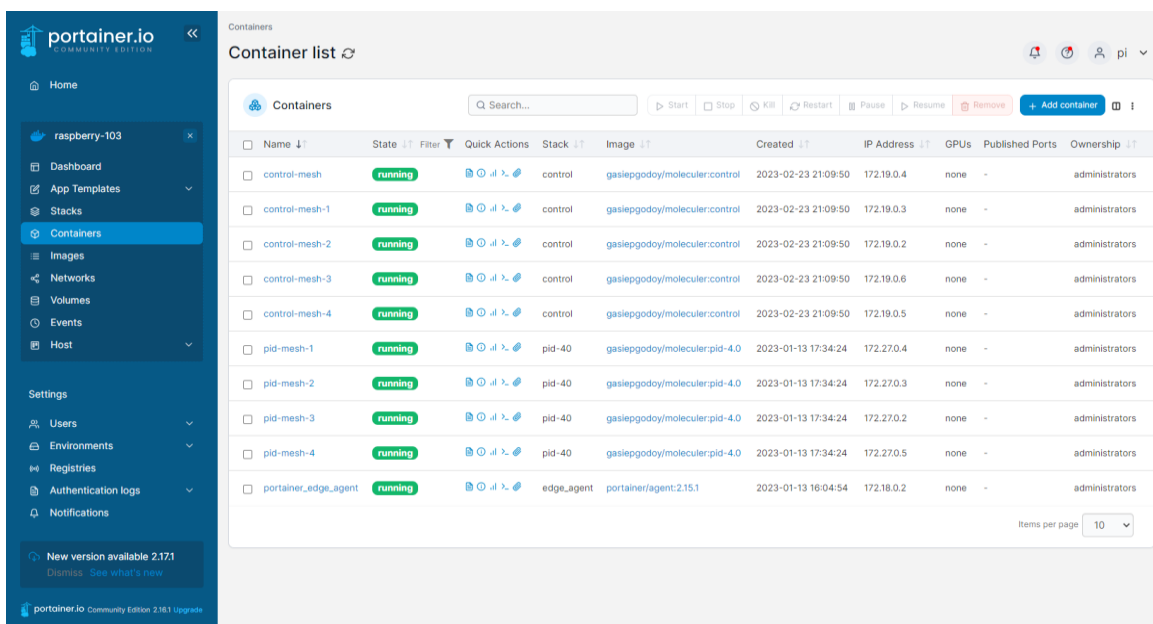 portainer.io
COMMUNITY EDITION
Home
raspberry-103
Dashboard
App Templates
Stacks
Containers
Images
Networks
Volumes
Events
Host
Settings
Users
Environments
Registries
Authentication logs
Notifications
New version available 2.17.1
Dismiss See what's new
portainer.io Community Edition 2.16.1 Upgrade
Containers
Container list
pi
Containers
Search...
Start Stop Kill Restart Pause Resume Remove + Add container
Name State Filter Quick Actions Stack Image Created IP Address GPUs Published Ports Ownership
control-mesh running control gasiepgodoy/moleculer:control 2023-02-23 21:09:50 172.19.0.4 none - administrators
control-mesh-1 running control gasiepgodoy/moleculer:control 2023-02-23 21:09:50 172.19.0.3 none - administrators
control-mesh-2 running control gasiepgodoy/moleculer:control 2023-02-23 21:09:50 172.19.0.2 none - administrators
control-mesh-3 running control gasiepgodoy/moleculer:control 2023-02-23 21:09:50 172.19.0.6 none - administrators
control-mesh-4 running control gasiepgodoy/moleculer:control 2023-02-23 21:09:50 172.19.0.5 none - administrators
pid-mesh-1 running pid-40 gasiepgodoy/moleculer:pid-4.0 2023-01-13 17:34:24 172.27.0.4 none - administrators
pid-mesh-2 running pid-40 gasiepgodoy/moleculer:pid-4.0 2023-01-13 17:34:24 172.27.0.3 none - administrators
pid-mesh-3 running pid-40 gasiepgodoy/moleculer:pid-4.0 2023-01-13 17:34:24 172.27.0.2 none - administrators
pid-mesh-4 running pid-40 gasiepgodoy/moleculer:pid-4.0 2023-01-13 17:34:24 172.27.0.5 none - administrators
portainer_edge_agent running edge_agent portainer/agent:2.15.1 2023-01-13 16:04:54 172.18.0.2 none - administrators
Items per page 10